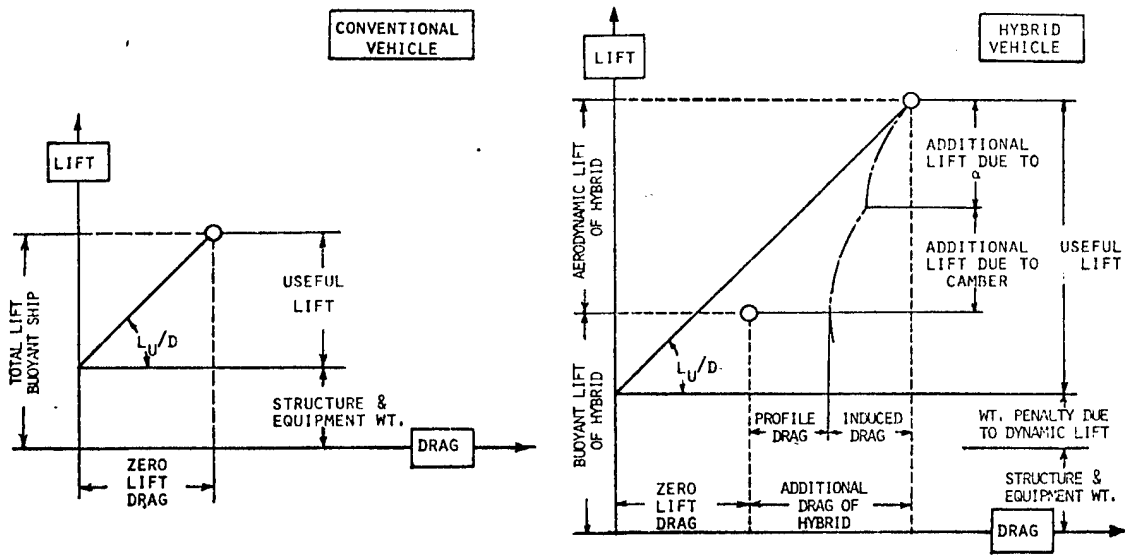 CONVENTIONAL
VEHICLE
LIFT
TOTAL LIFT
BUOYANT SHIP
USEFUL
LIFT
LU/D
STRUCTURE &
EQUIPMENT WT.
DRAG
ZERO
LIFT
DRAG
HYBRID
VEHICLE
LIFT
AERODYNAMIC LIFT
OF HYBRID
ADDITIONAL
LIFT DUE TO
α
ADDITIONAL
LIFT DUE TO
CAMBER
USEFUL
LIFT
LU/D
BUOYANT LIFT
OF HYBRID
PROFILE
DRAG
INDUCED
DRAG
WT. PENALTY DUE
TO DYNAMIC LIFT
ZERO
LIFT
DRAG
ADDITIONAL
DRAG OF
HYBRID
STRUCTURE &
EQUIPMENT WT.
DRAG